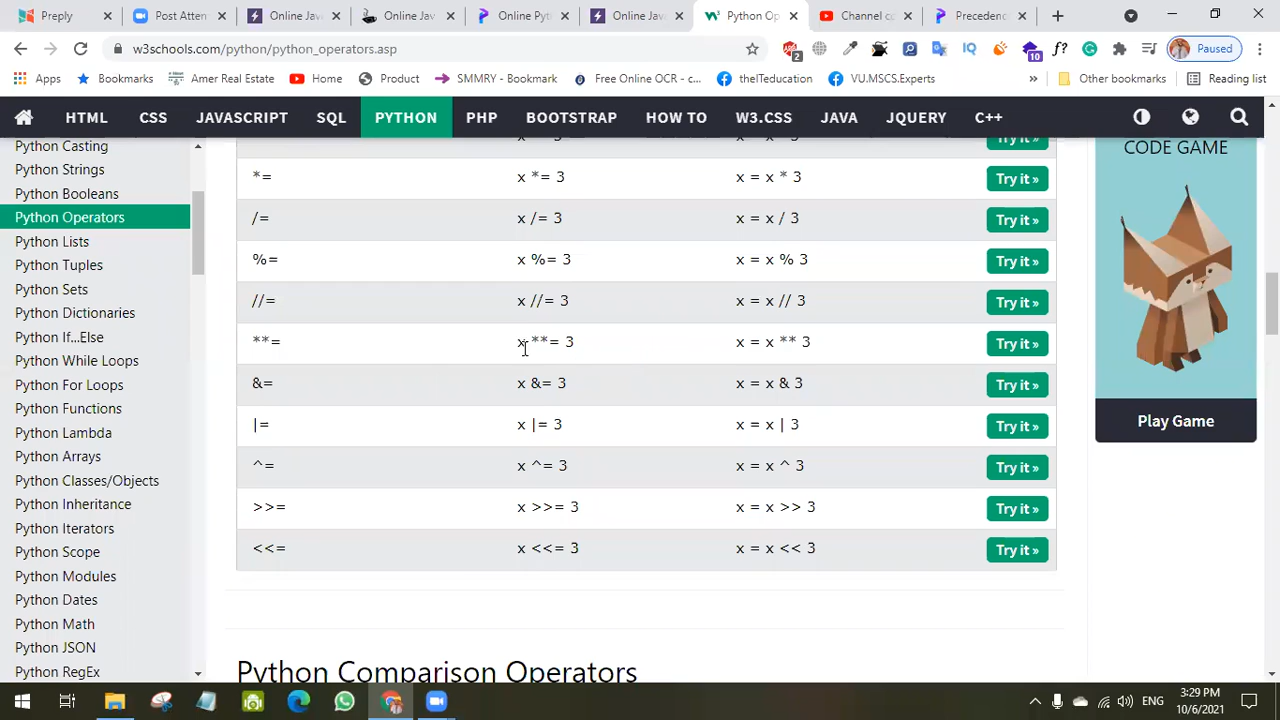 Preply
Post Atten
Online Jav
Online Jav
Online Pyt
Online Jav
Python Op
Channel co
Precedenc
w3schools.com/python/python_operators.asp
2
IQ
10
f?
Paused
Apps
Bookmarks
Amer Real Estate
Home
Product
SMMRY - Bookmark
Free Online OCR - c...
theITeducation
VU.MSCS.Experts
»
Other bookmarks
Reading list
HTML
CSS
JAVASCRIPT
SQL
PYTHON
PHP
BOOTSTRAP
HOW TO
W3.CSS
JAVA
JQUERY
C++
Python Casting
Python Strings
Python Booleans
Python Operators
Python Lists
Python Tuples
Python Sets
Python Dictionaries
Python If...Else
Python While Loops
Python For Loops
Python Functions
Python Lambda
Python Arrays
Python Classes/Objects
Python Inheritance
Python Iterators
Python Scope
Python Modules
Python Dates
Python Math
Python JSON
Python RegEx
Try it »
*= x *= 3 x = x * 3 Try it »
/= x /= 3 x = x / 3 Try it »
%= x %= 3 x = x % 3 Try it »
//= x //= 3 x = x // 3 Try it »
**= x **= 3 x = x ** 3 Try it »
&= x &= 3 x = x & 3 Try it »
|= x |= 3 x = x | 3 Try it »
^= x ^= 3 x = x ^ 3 Try it »
>>= x >>= 3 x = x >> 3 Try it »
<<= x <<= 3 x = x << 3 Try it »
Python Comparison Operators
CODE GAME
Play Game
ENG
3:29 PM
10/6/2021